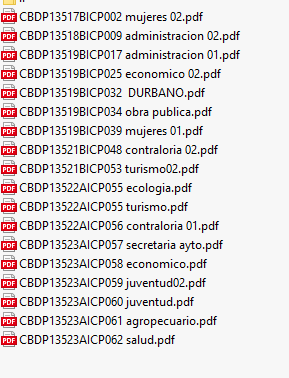 CBDP13517BICP002 mujeres 02.pdf
CBDP13518BICP009 administracion 02.pdf
CBDP13519BICP017 administracion 01.pdf
CBDP13519BICP025 economico 02.pdf
CBDP13519BICP032  DURBANO.pdf
CBDP13519BICP034 obra publica.pdf
CBDP13519BICP039 mujeres 01.pdf
CBDP13521BICP048 contraloria 02.pdf
CBDP13521BICP053 turismo02.pdf
CBDP13522AICP055 ecologia.pdf
CBDP13522AICP055 turismo.pdf
CBDP13522AICP056 contraloria 01.pdf
CBDP13523AICP057 secretaria ayto.pdf
CBDP13523AICP058 economico.pdf
CBDP13523AICP059 juventud02.pdf
CBDP13523AICP060 juventud.pdf
CBDP13523AICP061 agropecuario.pdf
CBDP13523AICP062 salud.pdf